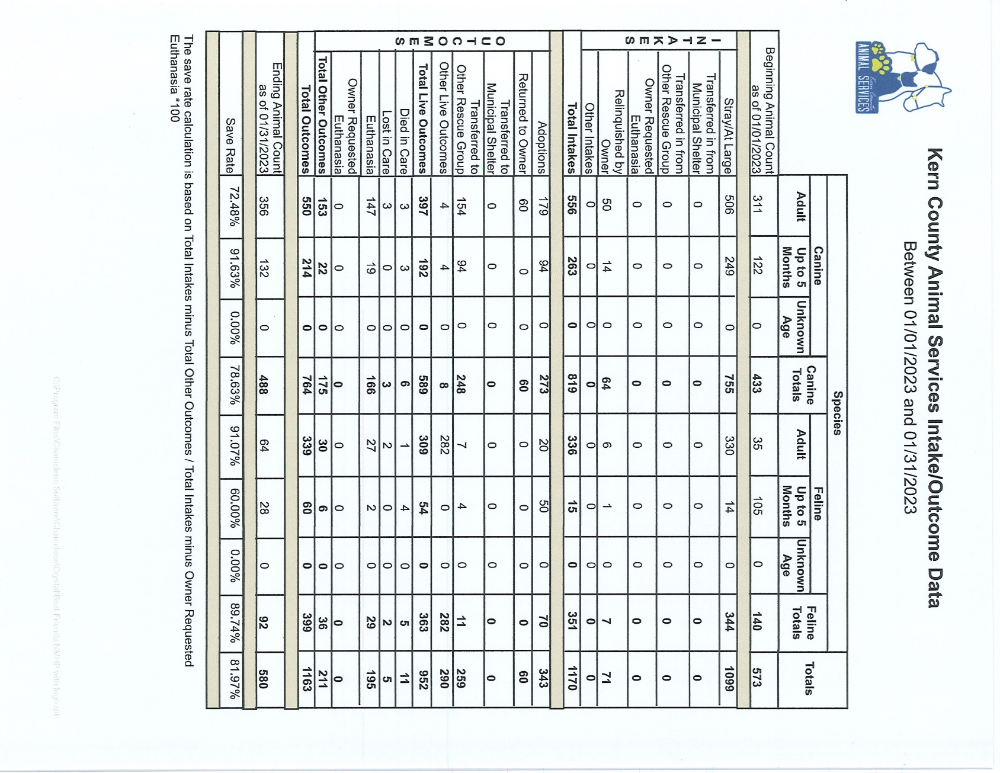 Kern County
ANIMAL SERVICES
Kern County Animal Services Intake/Outcome Data
Between 01/01/2023 and 01/31/2023
Species
Canine Feline
Adult Up to 5 Months Unknown Age Canine Totals Adult Up to 5 Months Unknown Age Feline Totals Totals
Beginning Animal Count as of 01/01/2023 311 122 0 433 35 105 0 140 573
INTAKES
Stray/At Large 506 249 0 755 330 14 0 344 1099
Transferred in from Municipal Shelter 0 0 0 0 0 0 0 0 0
Transferred in from Other Rescue Group 0 0 0 0 0 0 0 0 0
Owner Requested Euthanasia 0 0 0 0 0 0 0 0 0
Relinquished by Owner 50 14 0 64 6 1 0 7 71
Other Intakes 0 0 0 0 0 0 0 0 0
Total Intakes 556 263 0 819 336 15 0 351 1170
OUTCOMES
Adoptions 179 94 0 273 20 50 0 70 343
Returned to Owner 60 0 0 60 0 0 0 0 60
Transferred to Municipal Shelter 0 0 0 0 0 0 0 0 0
Transferred to Other Rescue Group 154 94 0 248 7 4 0 11 259
Other Live Outcomes 4 4 0 8 282 0 0 282 290
Total Live Outcomes 397 192 0 589 309 54 0 363 952
Died in Care 3 3 0 6 1 4 0 5 11
Lost in Care 3 0 0 3 2 0 0 2 5
Euthanasia 147 19 0 166 27 2 0 29 195
Owner Requested Euthanasia 0 0 0 0 0 0 0 0 0
Total Other Outcomes 153 22 0 175 30 6 0 36 211
Total Outcomes 550 214 0 764 339 60 0 399 1163
Ending Animal Count as of 01/31/2023 356 132 0 488 64 28 0 92 580
Save Rate 72.48% 91.63% 0.00% 78.63% 91.07% 60.00% 0.00% 89.74% 81.97%
The save rate calculation is based on Total Intakes minus Total Other Outcomes / Total Intakes minus Owner Requested
Euthanasia *100
C:\Program Files\Chameleon Software\Chameleon\Crystal\Best Friends NMHP with logo.rpt